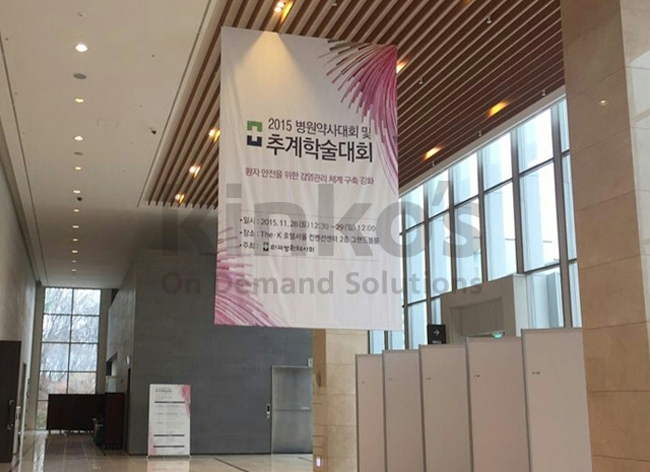 2015 병원약사대회 및
추계학술대회
환자 안전을 위한 감염관리 체계 구축 강화
• 일시 : 2015.11.28(토) 12:30~29(일) 12:00
• 장소 : The-K 호텔서울 컨벤션센터 2층 그랜드볼룸
• 주최 : 한국병원약사회
kinko's
On Demand Solutions